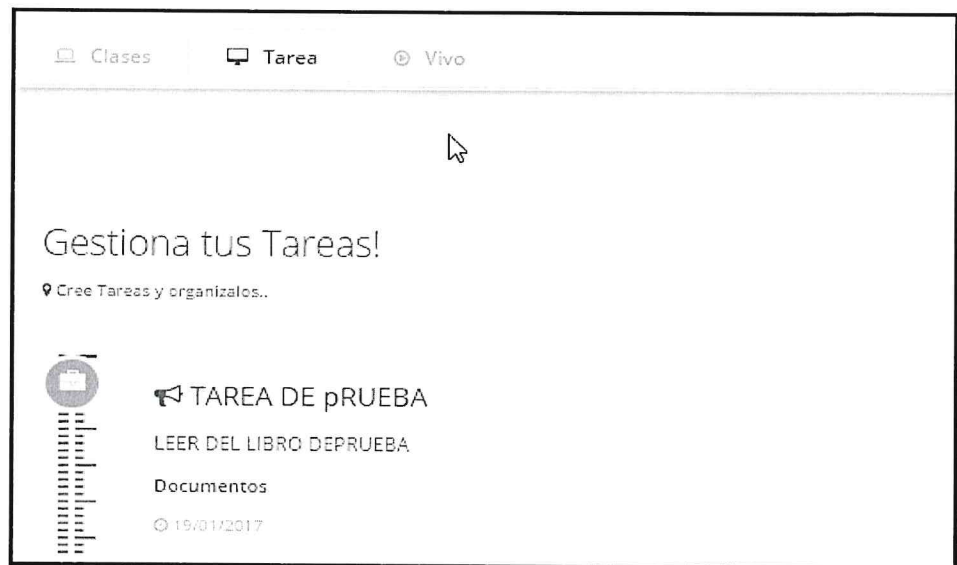 Clases Tarea Vivo
Gestiona tus Tareas!
Cree Tareas y organizalos..
TAREA DE pRUEBA
LEER DEL LIBRO DEPRUEBA
Documentos
19/01/2017